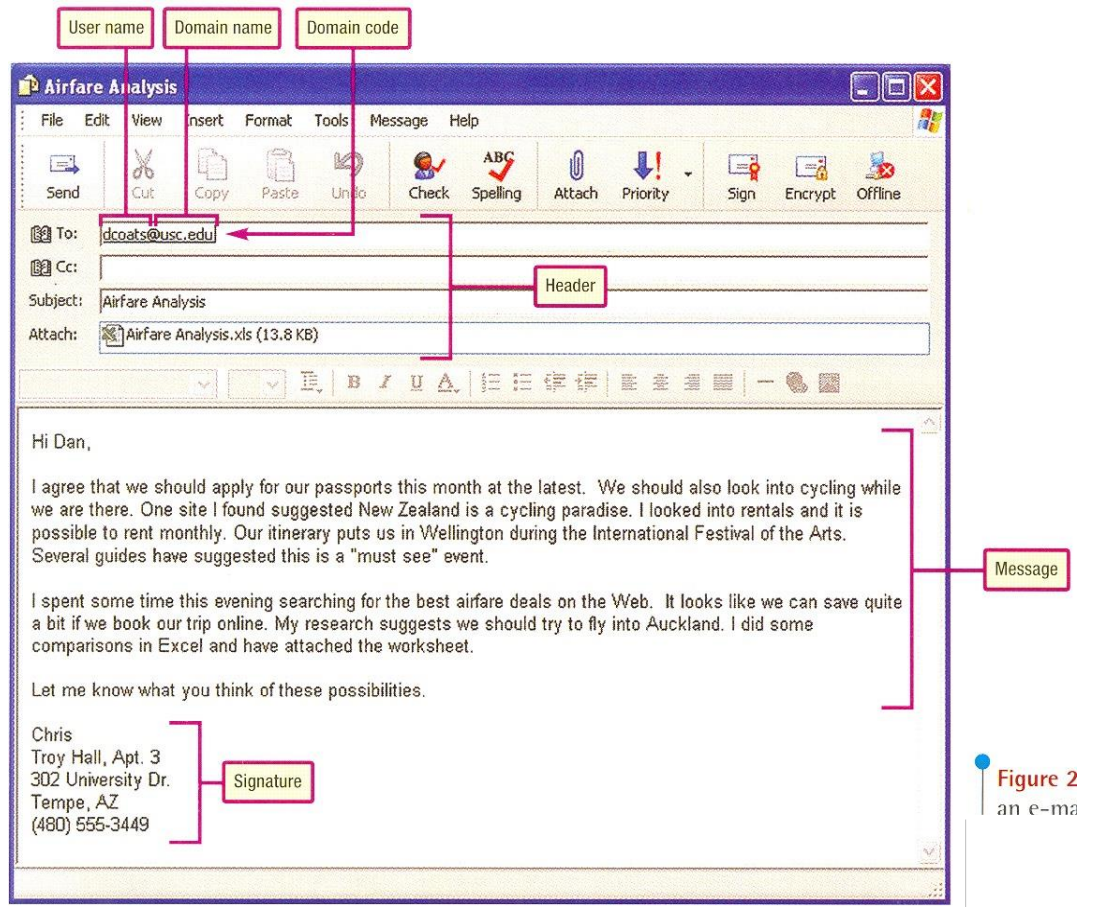 User name Domain name Domain code
Airfare Analysis
File Edit View Insert Format Tools Message Help
Send Cut Copy Paste Undo Check Spelling Attach Priority Sign Encrypt Offline
ABC
To: dcoats@usc.edu
Cc:
Header
Subject: Airfare Analysis
Attach: Airfare Analysis.xls (13.8 KB)
B I U A
Hi Dan,
I agree that we should apply for our passports this month at the latest. We should also look into cycling while
we are there. One site I found suggested New Zealand is a cycling paradise. I looked into rentals and it is
possible to rent monthly. Our itinerary puts us in Wellington during the International Festival of the Arts.
Several guides have suggested this is a "must see" event.
Message
I spent some time this evening searching for the best airfare deals on the Web. It looks like we can save quite
a bit if we book our trip online. My research suggests we should try to fly into Auckland. I did some
comparisons in Excel and have attached the worksheet.
Let me know what you think of these possibilities.
Chris
Troy Hall, Apt. 3
302 University Dr.
Tempe, AZ
(480) 555-3449
Signature
Figure 2
an e-ma